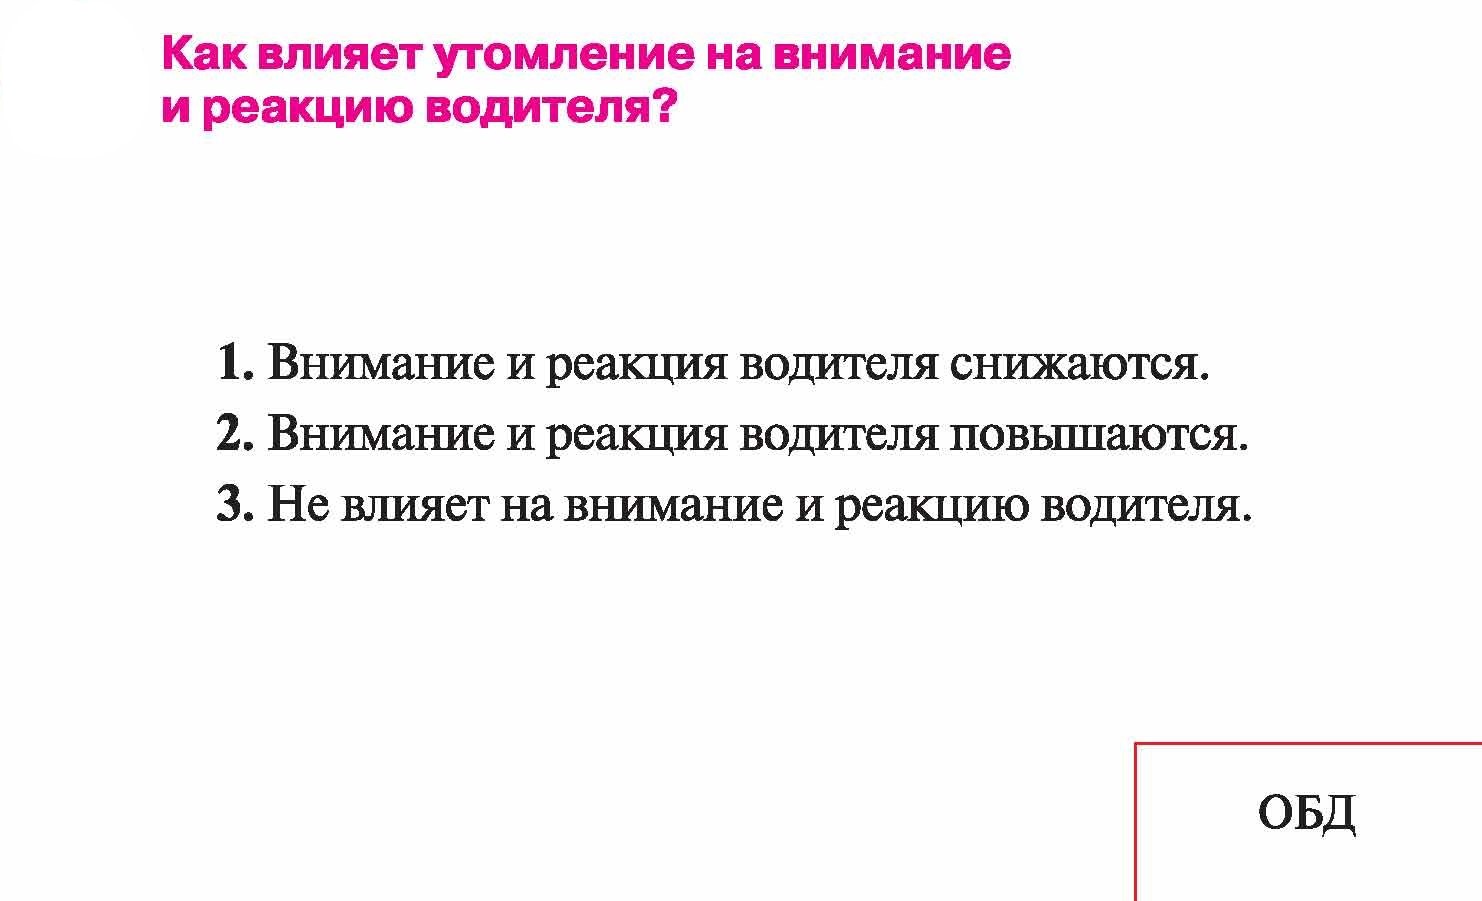 Как влияет утомление на внимание
и реакцию водителя?
1. Внимание и реакция водителя снижаются.
2. Внимание и реакция водителя повышаются.
3. Не влияет на внимание и реакцию водителя.
ОБД